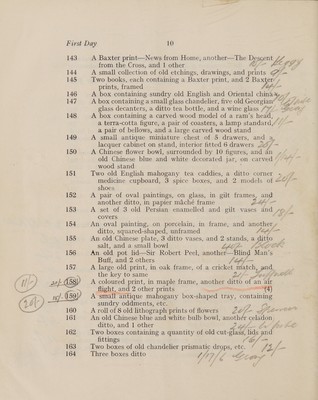 First Day 10
143 A Baxter print—News from Home, another—The Descent
from the Cross, and 1 other
144 A small collection of old etchings, drawings, and prints
145 Two books, each containing a Baxter print, and 2 Baxter
prints, framed
146 A box containing sundry old English and Oriental china
147 A box containing a small glass chandelier, five old Georgian
glass decanters, a ditto tea bottle, and a wine glass
148 A box containing a carved wood model of a ram's head,
a terra-cotta figure, a pair of coasters, a lamp standard,
a pair of bellows, and a large carved wood stand
149 A small antique miniature chest of 8 drawers, and a
lacquer cabinet on stand, interior fitted 6 drawers 20/-
150 A Chinese flower bowl, surrounded by 10 figures, and an
old Chinese blue and white decorated jar, on carved
wood stand
151 Two old English mahogany tea caddies, a ditto corner
medicine cupboard, 3 spice boxes, and 2 models of
shoes
152 A pair of oval paintings, on glass, in gilt frames, and
another ditto, in papier mâché frame
153 A set of 3 old Persian enamelled and gilt vases and
covers
154 An oval painting, on porcelain, in frame, and another
ditto, squared-shaped, unframed
155 An old Chinese plate, 3 ditto vases, and 2 stands, a ditto
salt, and a small bowl
156 An old pot lid—Sir Robert Peel, another—Blind Man's
Buff, and 2 others
157 A large old print, in oak frame, of a cricket match, and
the key to same
11/- 158 A coloured print, in maple frame, another ditto of an air
flight, and 2 other prints (4)
20/- 159 A small antique mahogany box-shaped tray, containing
sundry oddments, etc.
160 A roll of 8 old lithograph prints of flowers
161 An old Chinese blue and white bulb bowl, another celadon
ditto, and 1 other
162 Two boxes containing a quantity of old cut-glass, lids and
fittings
163 Two boxes of old chandelier prismatic drops, etc. 12/-
164 Three boxes ditto